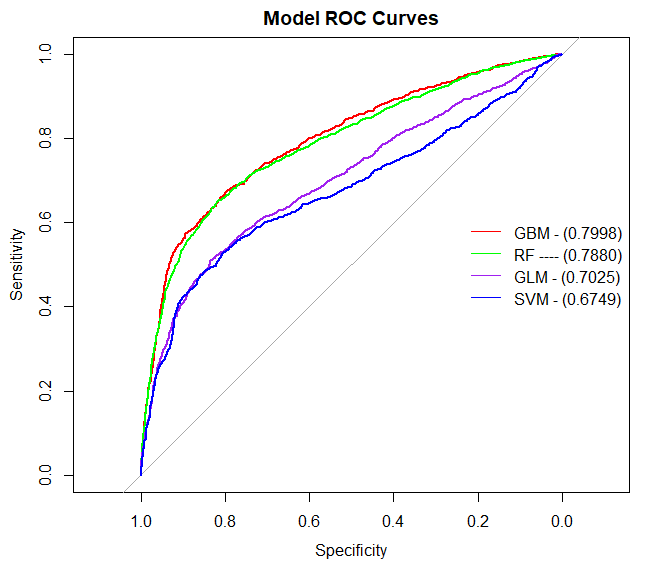 Model ROC Curves
Sensitivity
1.0
0.8
0.6
0.4
0.2
0.0
GBM - (0.7998)
RF ---- (0.7880)
GLM - (0.7025)
SVM - (0.6749)
1.0 0.8 0.6 0.4 0.2 0.0
Specificity